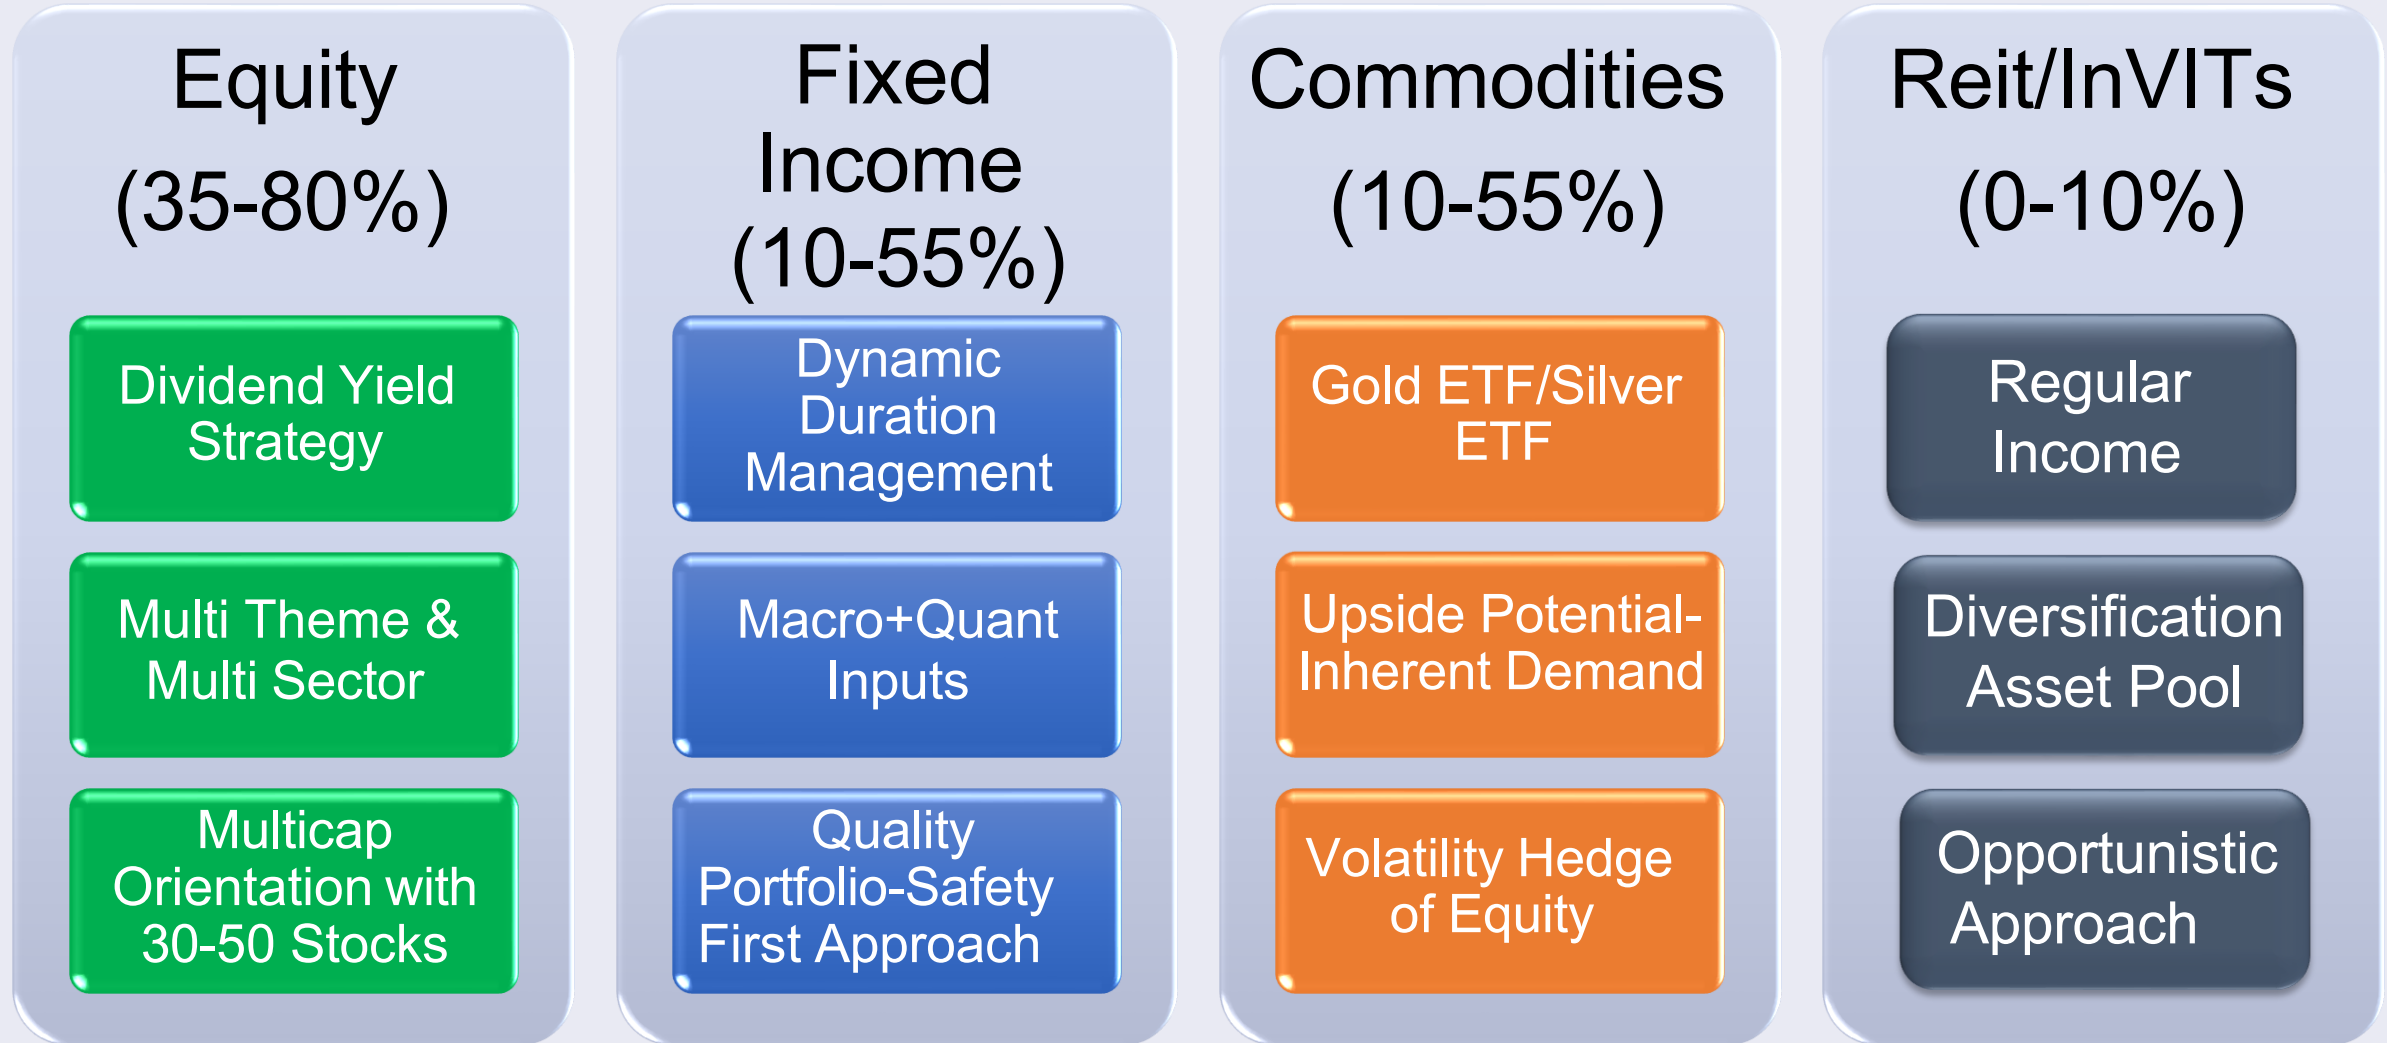 Equity
(35-80%)
Dividend Yield
Strategy
Multi Theme &
Multi Sector
Multicap
Orientation with
30-50 Stocks
Fixed
Income
(10-55%)
Dynamic
Duration
Management
Macro+Quant
Inputs
Quality
Portfolio-Safety
First Approach
Commodities
(10-55%)
Gold ETF/Silver
ETF
Upside Potential-
Inherent Demand
Volatility Hedge
of Equity
Reit/InVITs
(0-10%)
Regular
Income
Diversification
Asset Pool
Opportunistic
Approach